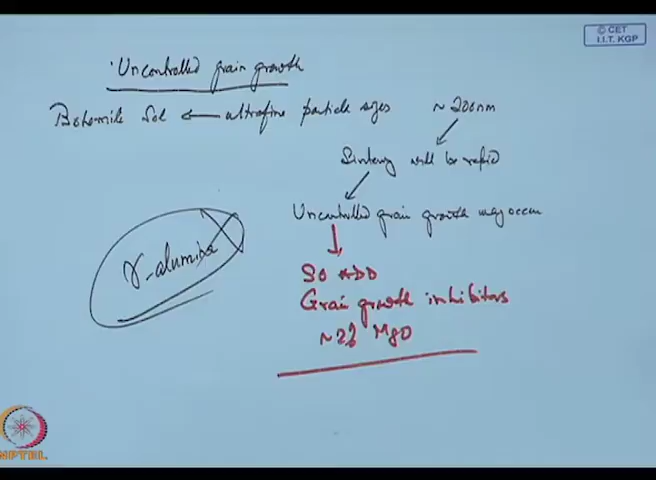 © CET
I.I.T. KGP
Uncontrolled grain growth
Bohemite Sol ← ultrafine particle sizes ~ 200nm
Sintering will be rapid
Uncontrolled grain growth may occur
γ-alumina
SO ADD
Grain growth inhibitors
~2% MgO
NPTEL